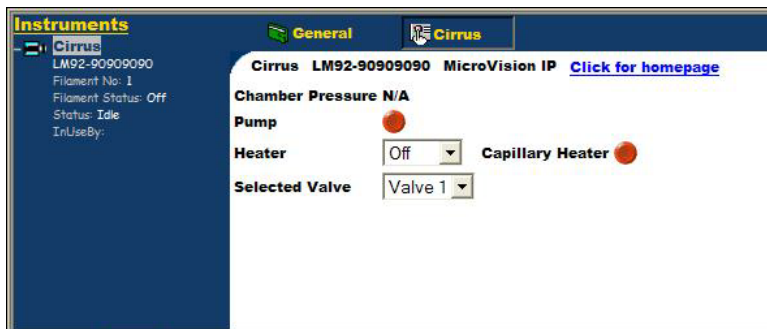 Instruments
Cirrus
LM92-90909090
Filament No: 1
Filament Status: Off
Status: Idle
InUseBy:
General
Cirrus
Cirrus LM92-90909090 MicroVision IP Click for homepage
Chamber Pressure N/A
Pump
Heater Off Capillary Heater
Selected Valve Valve 1